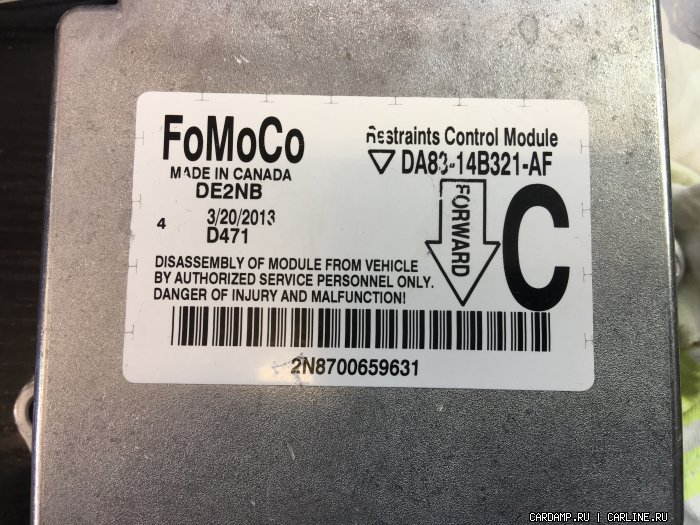 FoMoCo
MADE IN CANADA
DE2NB
4 3/20/2013
D471
Restraints Control Module
DA83-14B321-AF
FORWARD
C
DISASSEMBLY OF MODULE FROM VEHICLE
BY AUTHORIZED SERVICE PERSONNEL ONLY.
DANGER OF INJURY AND MALFUNCTION!
2N8700659631
CARDAMP.RU | CARLINE.RU